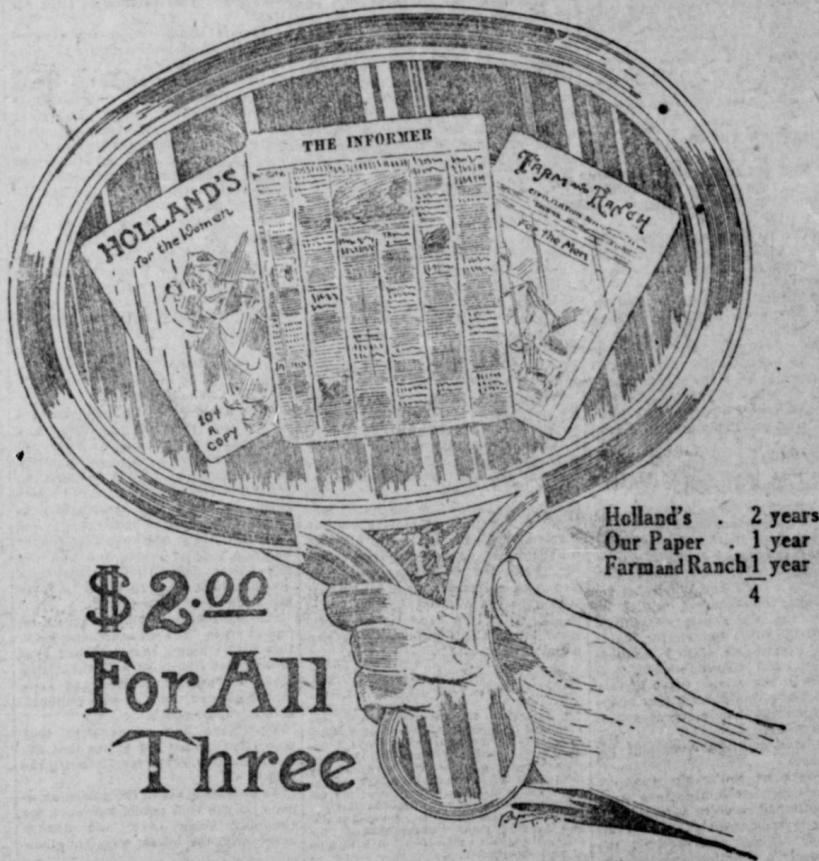 THE INFORMER
HOLLAND'S
for the Women
10¢
A
COPY
FARM AND RANCH
CIVILIZATION
For The Men
H
Holland's . 2 years
Our Paper . 1 year
Farm and Ranch 1 year
4
$2.00
For All
Three